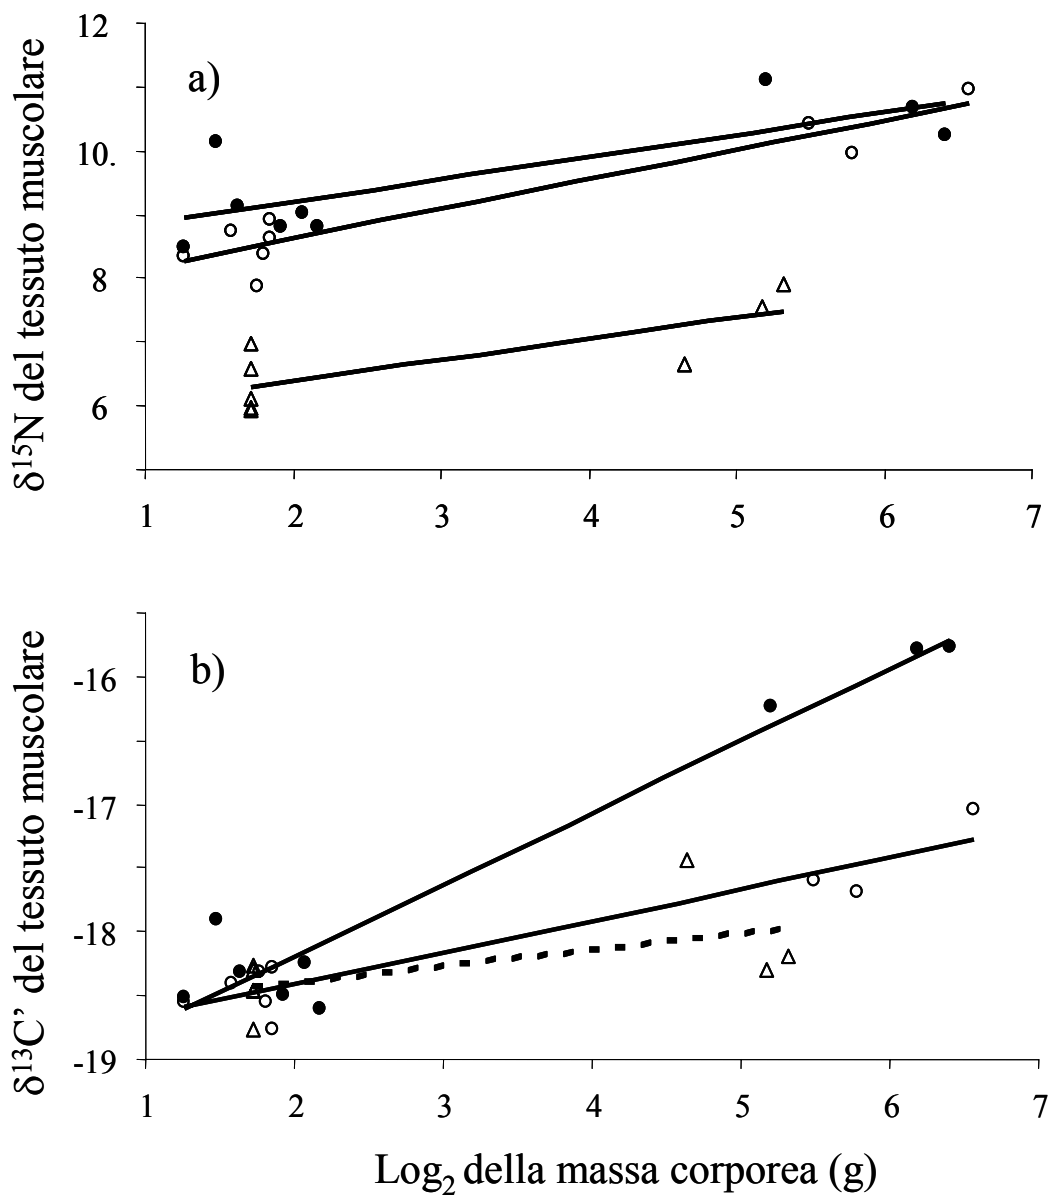 12
a)
10.
8
6
δ¹⁵N del tessuto muscolare
1 2 3 4 5 6 7
b)
-16
-17
-18
-19
δ¹³C’ del tessuto muscolare
1 2 3 4 5 6 7
Log₂ della massa corporea (g)